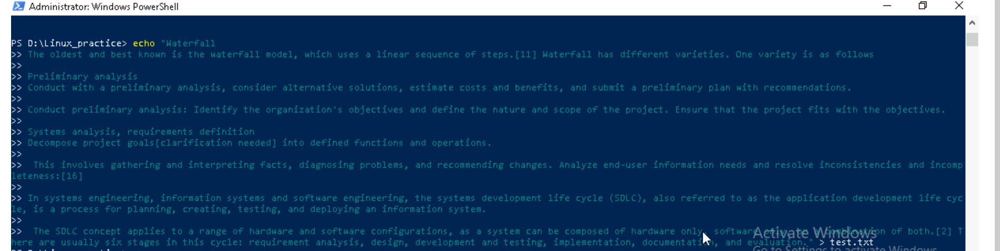 Administrator: Windows PowerShell
PS D:\Linux_practice> echo "Waterfall
>> The oldest and best known is the waterfall model, which uses a linear sequence of steps.[11] Waterfall has different varieties. One variety is as follows
>>
>> Preliminary analysis
>> Conduct with a preliminary analysis, consider alternative solutions, estimate costs and benefits, and submit a preliminary plan with recommendations.
>>
>> Conduct preliminary analysis: Identify the organization's objectives and define the nature and scope of the project. Ensure that the project fits with the objectives.
>>
>> Systems analysis, requirements definition
>> Decompose project goals[clarification needed] into defined functions and operations.
>>
>>  This involves gathering and interpreting facts, diagnosing problems, and recommending changes. Analyze end-user information needs and resolve inconsistencies and incomp
leteness:[16]
>>
>> In systems engineering, information systems and software engineering, the systems development life cycle (SDLC), also referred to as the application development life cyc
le, is a process for planning, creating, testing, and deploying an information system.
>>
>>  The SDLC concept applies to a range of hardware and software configurations, as a system can be composed of hardware only, software only, or a combination of both.[2] T
here are usually six stages in this cycle: requirement analysis, design, development and testing, implementation, documentation, and evaluation." > test.txt
Activate Windows
Go to Settings to activate Windows